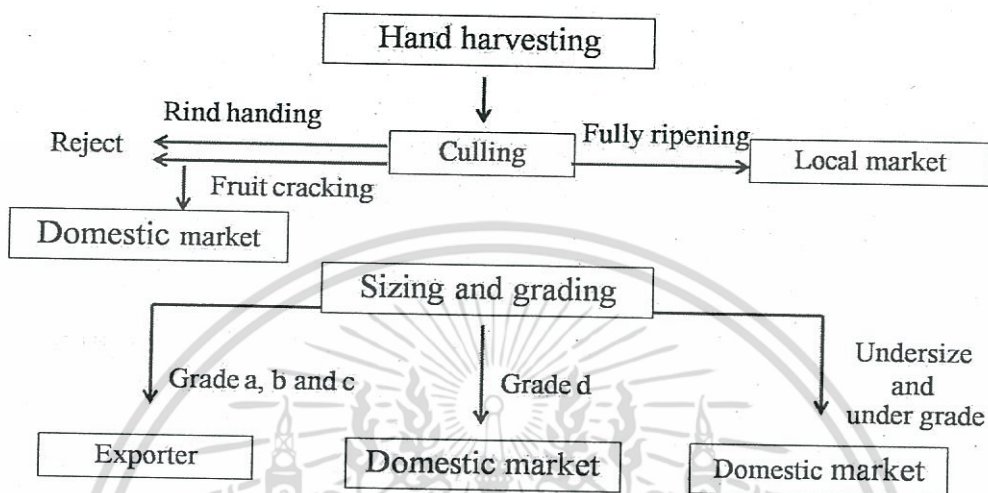 Hand harvesting
Rind handing
Reject
Culling
Fully ripening
Local market
Fruit cracking
Domestic market
Sizing and grading
Grade a, b and c
Grade d
Undersize
and
under grade
Exporter
Domestic market
Domestic market